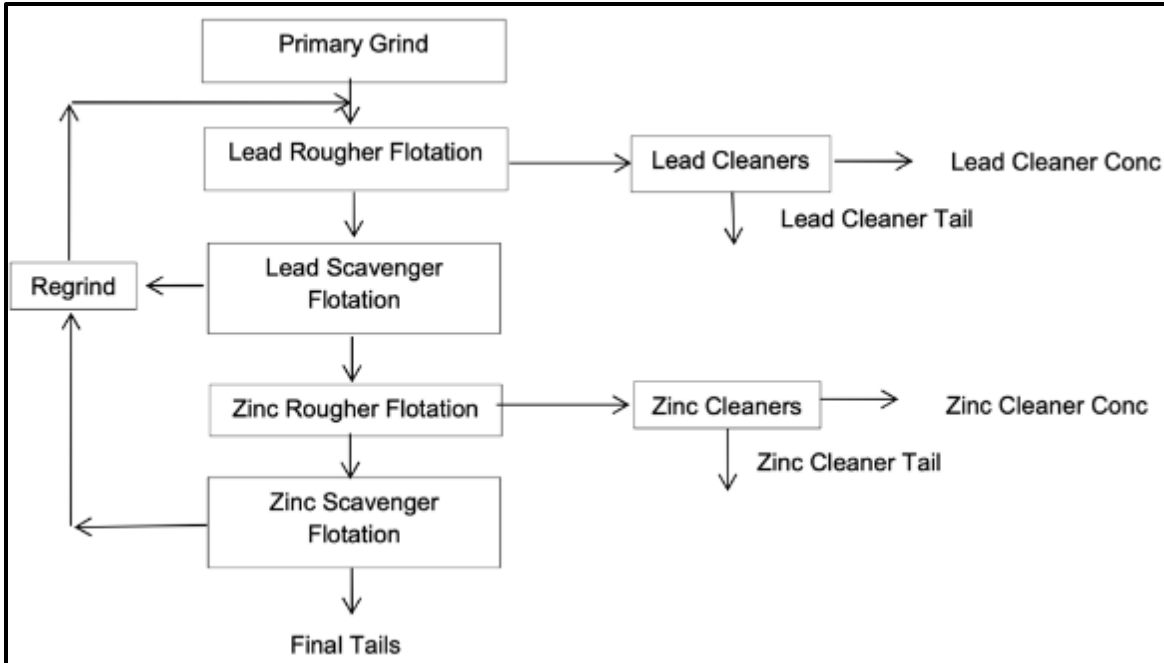 Primary Grind
Lead Rougher Flotation
Lead Cleaners
Lead Cleaner Conc
Lead Cleaner Tail
Lead Scavenger
Flotation
Regrind
Zinc Rougher Flotation
Zinc Cleaners
Zinc Cleaner Conc
Zinc Cleaner Tail
Zinc Scavenger
Flotation
Final Tails